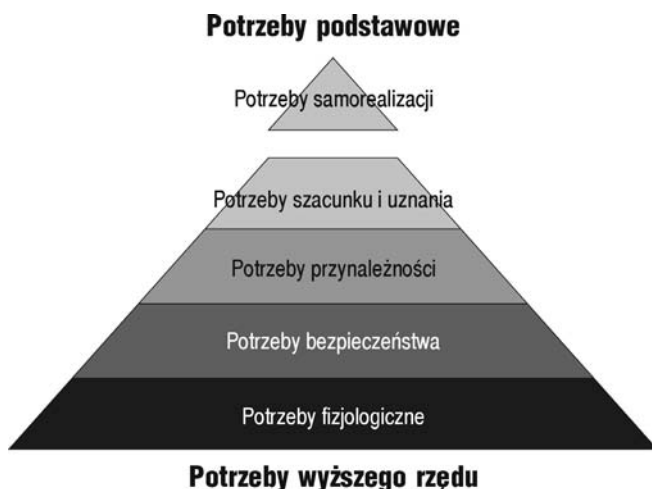 Potrzeby podstawowe
Potrzeby samorealizacji
Potrzeby szacunku i uznania
Potrzeby przynależności
Potrzeby bezpieczeństwa
Potrzeby fizjologiczne
Potrzeby wyższego rzędu